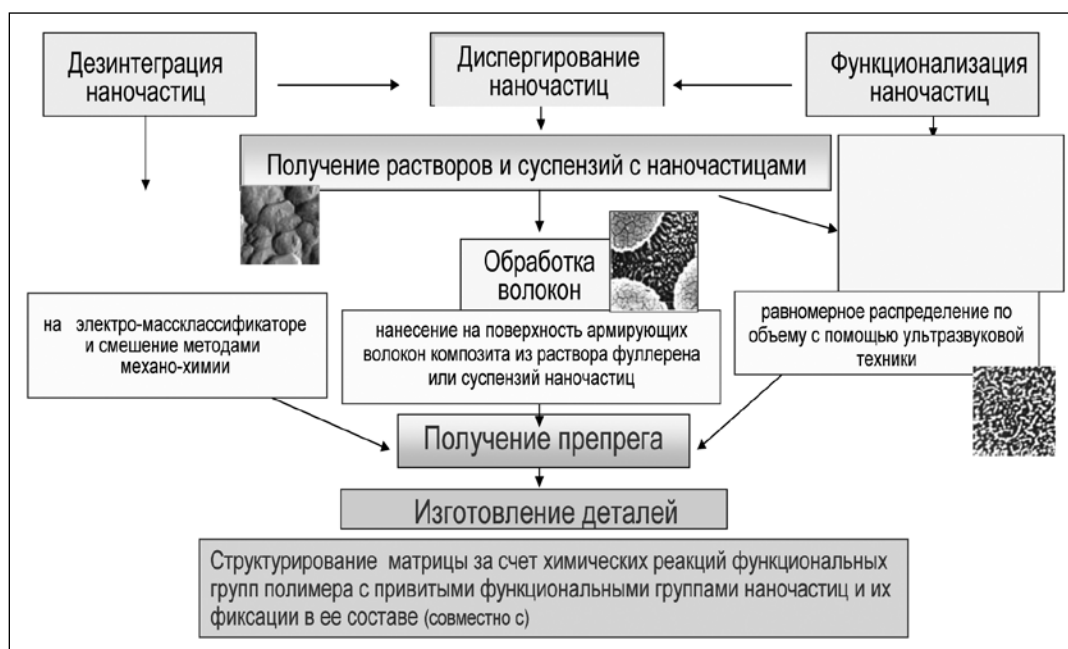 Дезинтеграция
наночастиц
Диспергирование
наночастиц
Функционализация
наночастиц
Получение растворов и суспензий с наночастицами
Обработка
волокон
на электро-массклассификаторе
и смешение методами
механо-химии
нанесение на поверхность армирующих
волокон композита из раствора фуллерена
или суспензий наночастиц
равномерное распределение по
объему с помощью ультразвуковой
техники
Получение препрега
Изготовление деталей
Структурирование матрицы за счет химических реакций функциональных
групп полимера с привитыми функциональными группами наночастиц и их
фиксации в ее составе (совместно с)